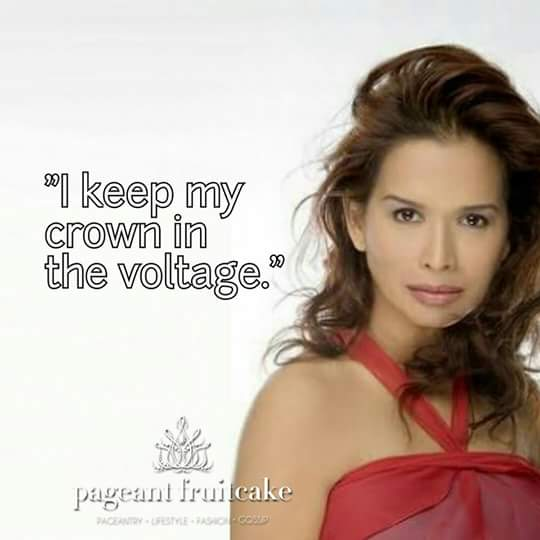 ”I keep my
crown in
the voltage.”
pageant fruitcake
PAGEANTRY - LIFESTYLE - FASHION - GOSSIP